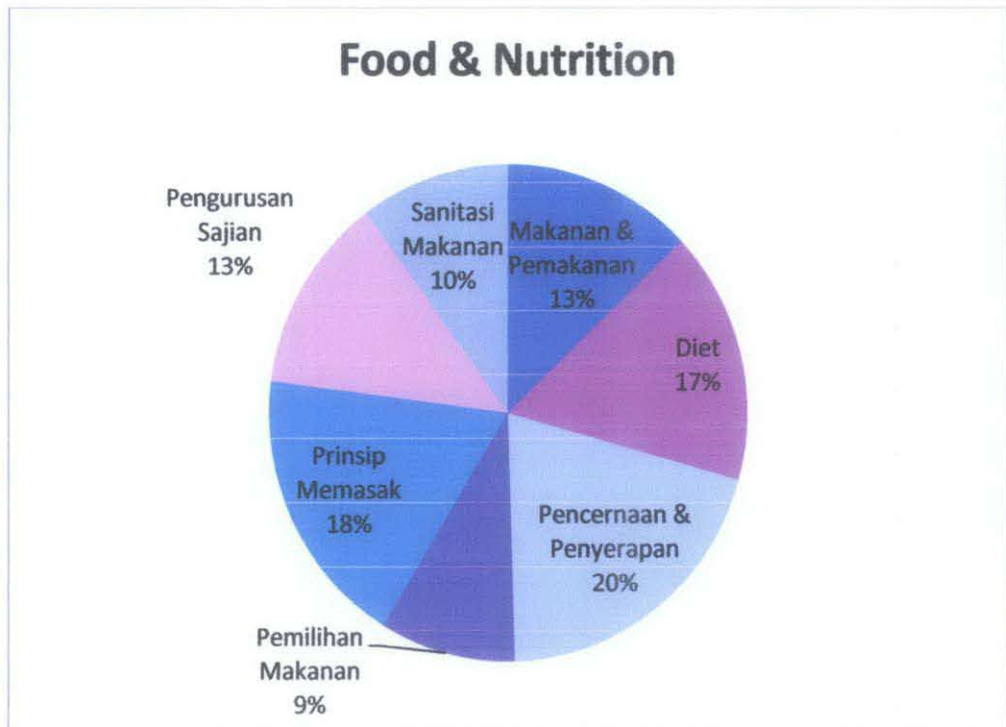 Food & Nutrition
Pengurusan
Sajian
13%
Sanitasi
Makanan
10%
Makanan &
Pemakanan
13%
Diet
17%
Pencernaan &
Penyerapan
20%
Prinsip
Memasak
18%
Pemilihan
Makanan
9%